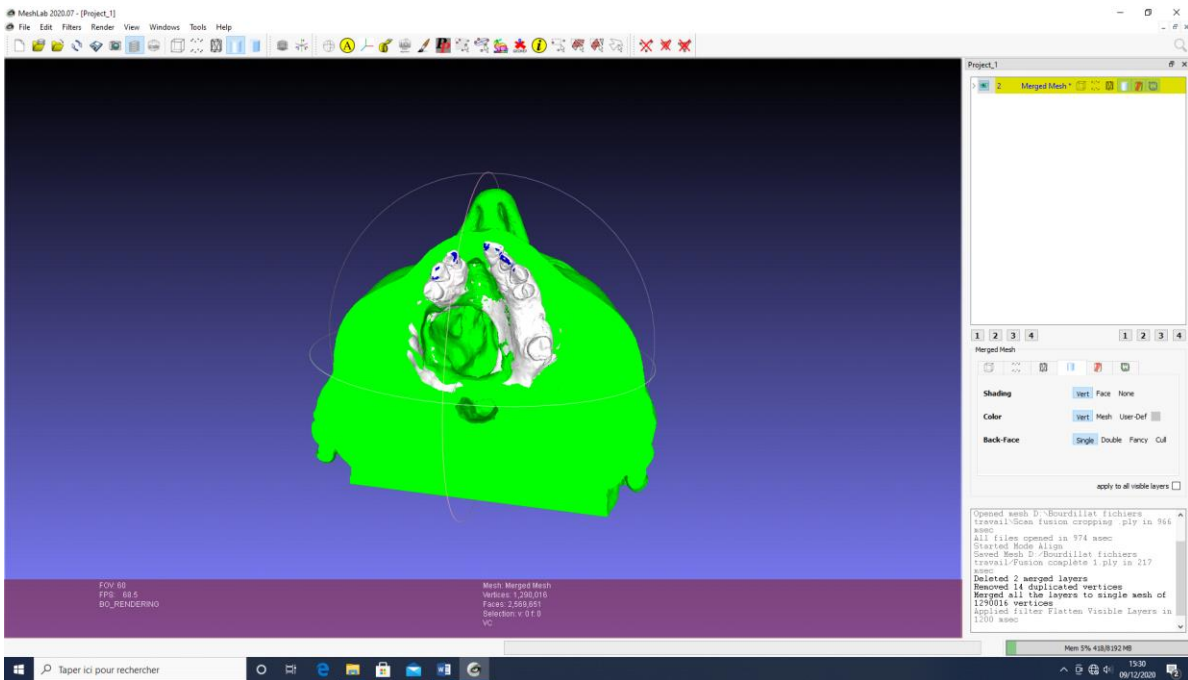 MeshLab 2020.07 - [Project_1]
File Edit Filters Render View Windows Tools Help
Project_1
2 Merged Mesh *
1 2 3 4 1 2 3 4
Merged Mesh
Shading Vert Face None
Color Vert Mesh User-Def
Back-Face Single Double Fancy Cull
apply to all visible layers
Opened mesh D:\Bourdillat fichiers
travail\Scan fusion cropping .ply in 966
msec
All files opened in 974 msec
Started Mode Align
Saved Mesh D:/Bourdillat fichiers
travail/Fusion complète 1.ply in 217
msec
Deleted 2 merged layers
Removed 14 duplicated vertices
Merged all the layers to single mesh of
1290016 vertices
Applied filter Flatten Visible Layers in
1200 msec
FOV: 60
FPS: 68.5
BO_RENDERING
Mesh: Merged Mesh
Vertices: 1,290,016
Faces: 2,569,651
Selection: v: 0 f: 0
VC
Mem 5% 418/8192 MB
Taper ici pour rechercher
15:30
09/12/2020